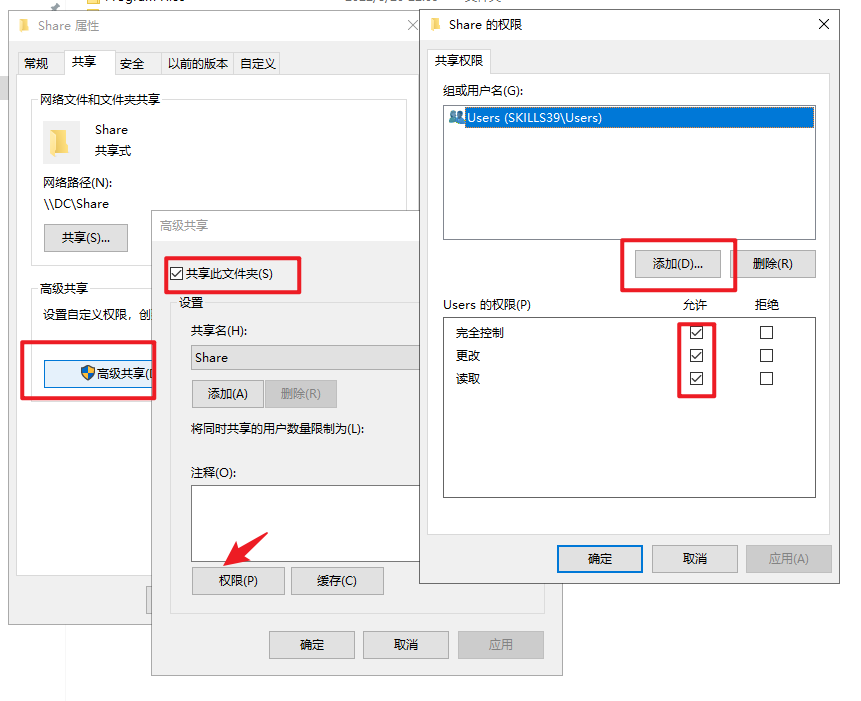 Program Files
Share 属性
常规 共享 安全 以前的版本 自定义
网络文件和文件夹共享
Share
共享式
网络路径(N):
\\DC\Share
共享(S)...
高级共享
设置自定义权限，创
高级共享(
高级共享
共享此文件夹(S)
设置
共享名(H):
Share
添加(A) 删除(R)
将同时共享的用户数量限制为(L):
注释(O):
权限(P) 缓存(C)
确定 取消 应用
Share 的权限
共享权限
组或用户名(G):
Users (SKILLS39\Users)
添加(D)... 删除(R)
Users 的权限(P) 允许 拒绝
完全控制
更改
读取
确定 取消 应用(A)